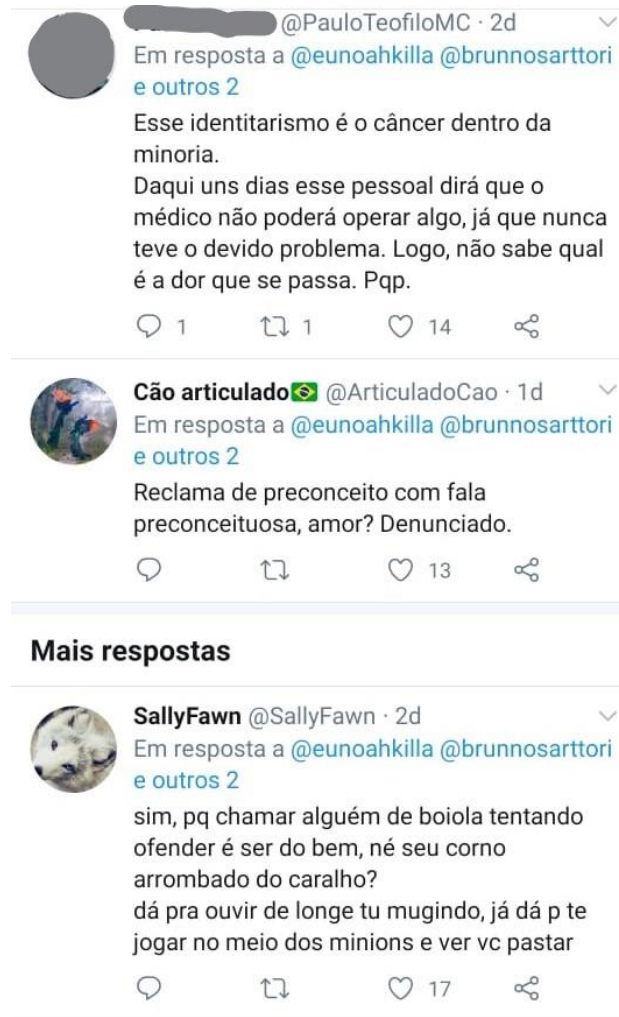 @PauloTeofiloMC · 2d
Em resposta a @eunoahkilla @brunnosarttori
e outros 2
Esse identitarismo é o câncer dentro da
minoria.
Daqui uns dias esse pessoal dirá que o
médico não poderá operar algo, já que nunca
teve o devido problema. Logo, não sabe qual
é a dor que se passa. Pqp.
1 1 14
Cão articulado🇧🇷 @ArticuladoCao · 1d
Em resposta a @eunoahkilla @brunnosarttori
e outros 2
Reclama de preconceito com fala
preconceituosa, amor? Denunciado.
13
Mais respostas
SallyFawn @SallyFawn · 2d
Em resposta a @eunoahkilla @brunnosarttori
e outros 2
sim, pq chamar alguém de boiola tentando
ofender é ser do bem, né seu corno
arrombado do caralho?
dá pra ouvir de longe tu mugindo, já dá p te
jogar no meio dos minions e ver vc pastar
17